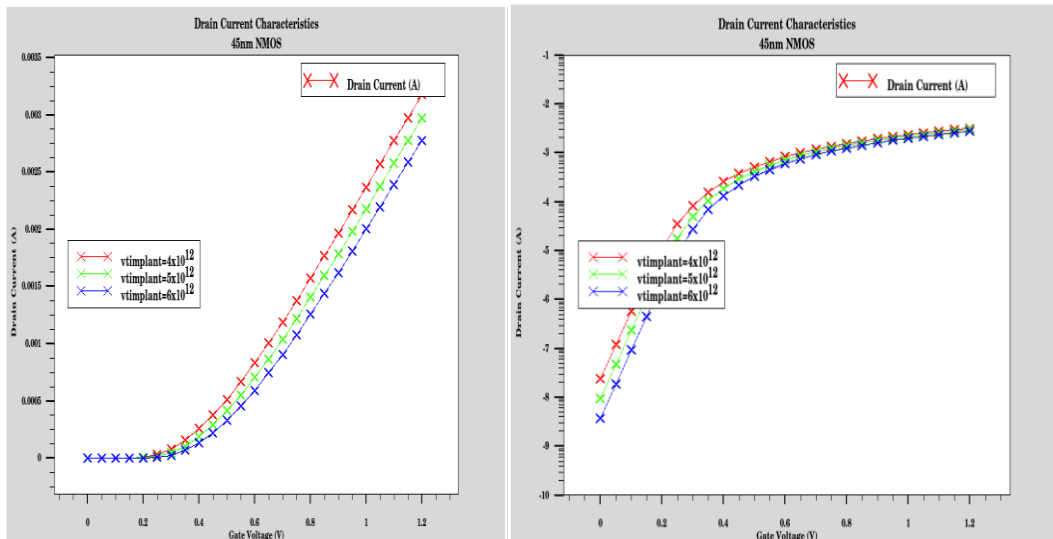 Drain Current Characteristics
45nm NMOS
Drain Current (A)
0.0035
0.003
0.0025
0.002
0.0015
0.001
0.0005
0
Drain Current (A)
vtimplant=4x10^12
vtimplant=5x10^12
vtimplant=6x10^12
0 0.2 0.4 0.6 0.8 1 1.2
Gate Voltage (V)
Drain Current Characteristics
45nm NMOS
Drain Current (A)
-1
-2
-3
-4
-5
-6
-7
-8
-9
-10
Drain Current (A)
vtimplant=4x10^12
vtimplant=5x10^12
vtimplant=6x10^12
0 0.2 0.4 0.6 0.8 1 1.2
Gate Voltage (V)